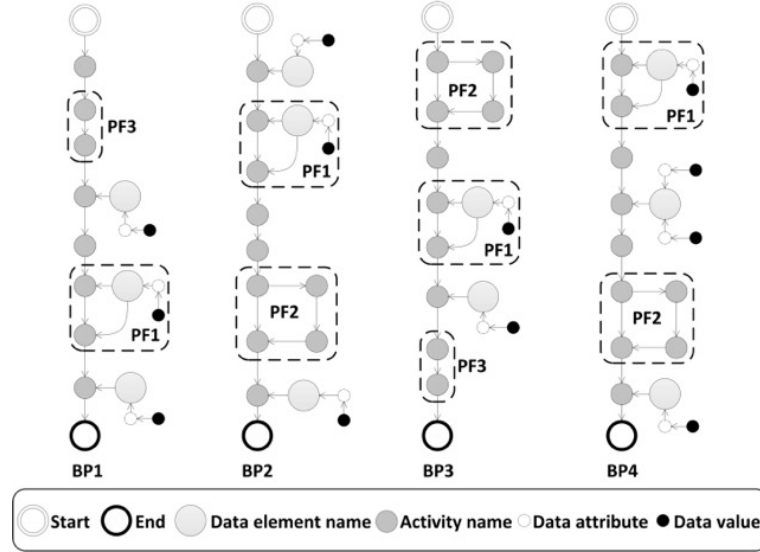 PF3
PF1
BP1
PF1
PF2
BP2
PF2
PF1
PF3
BP3
PF1
PF2
BP4
Start End Data element name Activity name Data attribute Data value